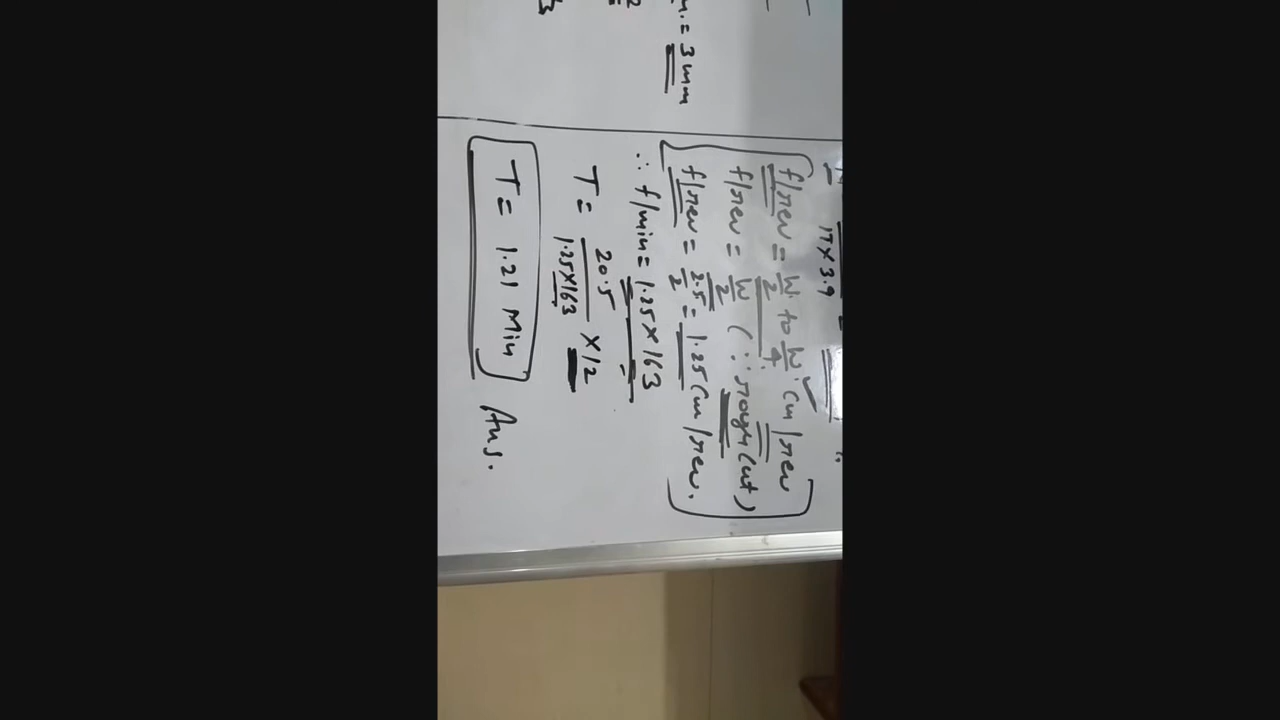 m. = 3 mm
π × 3.9
f/rev = W/2 to W/4 cm/rev
f/rev = W/2 (∵ rough cut)
f/rev = 2.5/2 = 1.25 cm/rev.
∴ f/min = 1.25 × 163
T = 20.5/1.25×163 × 12
T = 1.21 Min Ans.